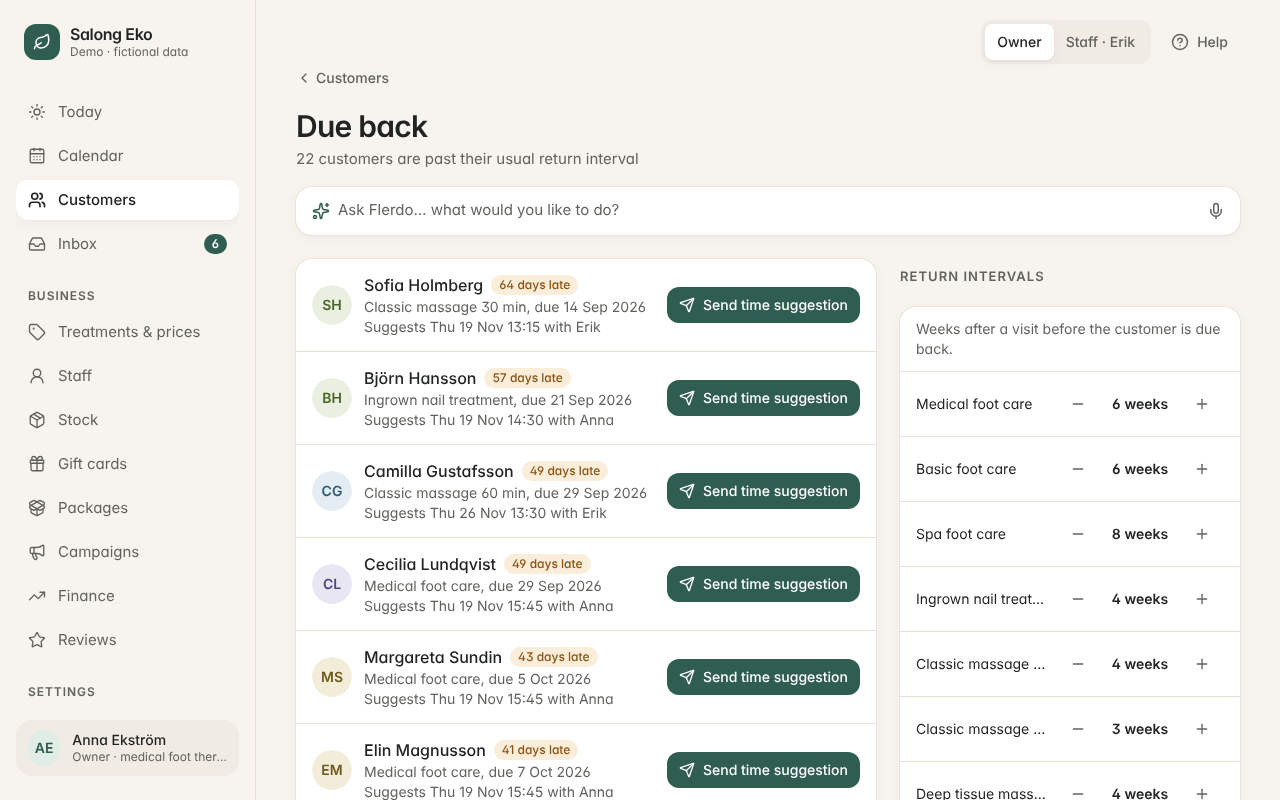 Salong Eko
Demo · fictional data
Today
Calendar
Customers
Inbox
6
BUSINESS
Treatments & prices
Staff
Stock
Gift cards
Packages
Campaigns
Finance
Reviews
SETTINGS
AE
Anna Ekström
Owner · medical foot ther...
Owner
Staff · Erik
Help
Customers
Due back
22 customers are past their usual return interval
Ask Flerdo... what would you like to do?
SH
Sofia Holmberg
64 days late
Classic massage 30 min, due 14 Sep 2026
Suggests Thu 19 Nov 13:15 with Erik
Send time suggestion
BH
Björn Hansson
57 days late
Ingrown nail treatment, due 21 Sep 2026
Suggests Thu 19 Nov 14:30 with Anna
Send time suggestion
CG
Camilla Gustafsson
49 days late
Classic massage 60 min, due 29 Sep 2026
Suggests Thu 26 Nov 13:30 with Erik
Send time suggestion
CL
Cecilia Lundqvist
49 days late
Medical foot care, due 29 Sep 2026
Suggests Thu 19 Nov 15:45 with Anna
Send time suggestion
MS
Margareta Sundin
43 days late
Medical foot care, due 5 Oct 2026
Suggests Thu 19 Nov 15:45 with Anna
Send time suggestion
EM
Elin Magnusson
41 days late
Medical foot care, due 7 Oct 2026
Suggests Thu 19 Nov 15:45 with Anna
Send time suggestion
RETURN INTERVALS
Weeks after a visit before the customer is due
back.
Medical foot care
− 6 weeks +
Basic foot care
− 6 weeks +
Spa foot care
− 8 weeks +
Ingrown nail treat...
− 4 weeks +
Classic massage ...
− 4 weeks +
Classic massage ...
− 3 weeks +
Deep tissue mass...
− 4 weeks +